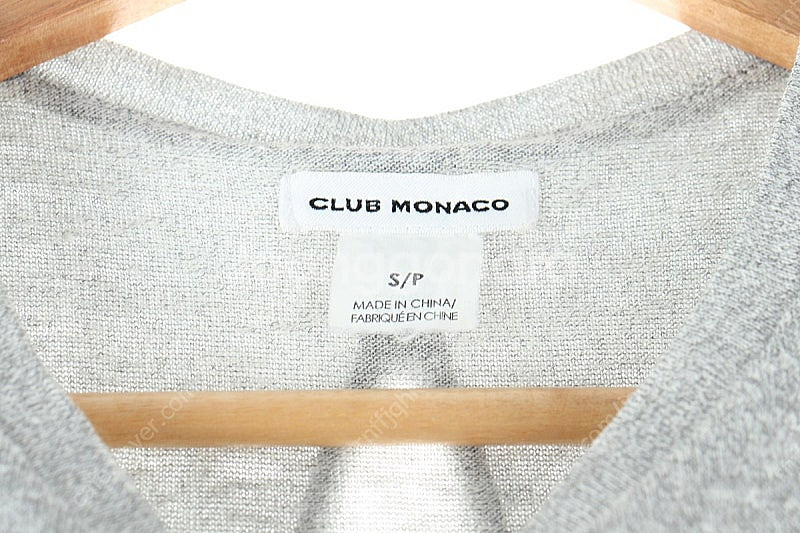 CLUB MONACO
S/P
MADE IN CHINA/
FABRIQUÉ EN CHINE